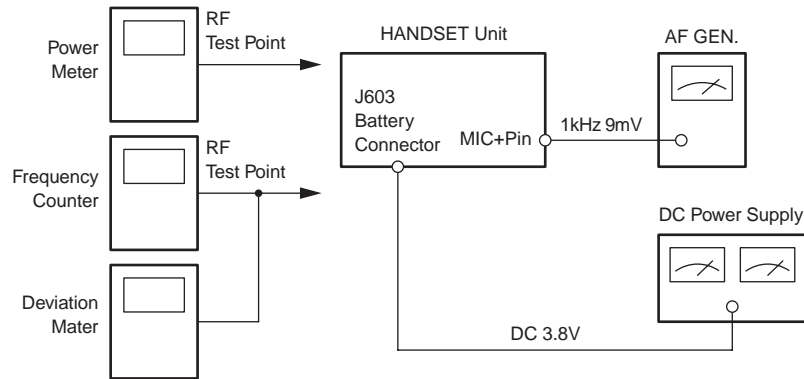 Power
Meter
RF
Test Point
Frequency
Counter
RF
Test Point
Deviation
Mater
HANDSET Unit
J603
Battery
Connector
MIC+Pin
1kHz 9mV
AF GEN.
DC Power Supply
DC 3.8V